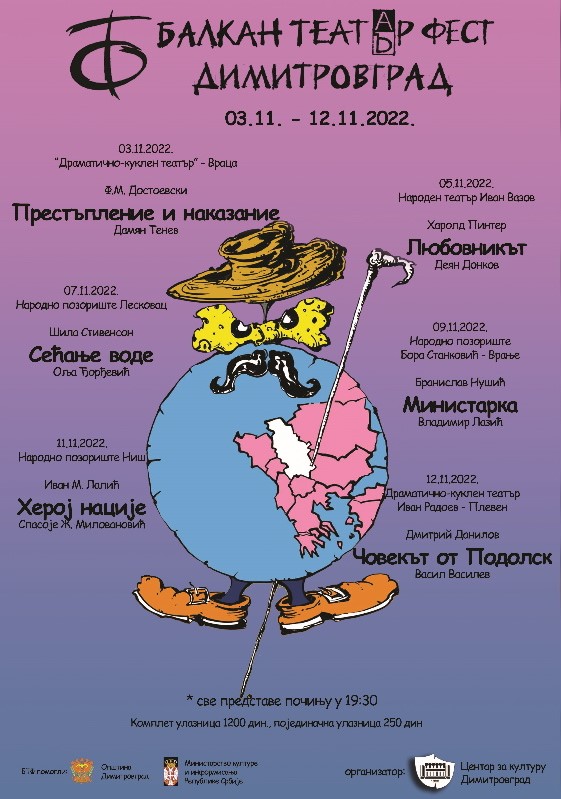 БАЛКАН ТЕАТАР ФЕСТ
ДИМИТРОВГРАД
03.11. - 12.11.2022.
03.11.2022.
"Драматично-куклен театър" - Враца
Ф.М. Достоевски
Престъпление и наказание
Дамян Тенев
05.11.2022.
Народен театър Иван Вазов
Харолд Пинтер
Любовникът
Деян Донков
07.11.2022.
Народно позориште Лесковац
Шила Стивенсон
Сећање воде
Оља Ђорђевић
09.11.2022.
Народно позориште
Бора Станковић - Врање
Бранислав Нушић
Министарка
Владимир Лазић
11.11.2022.
Народно позориште Ниш
Иван М. Лалић
Херој нације
Спасоје Ж. Миловановић
12.11.2022.
Драматично-куклен театър
Иван Радоев - Плевен
Дмитрий Данилов
Човекът от Подолск
Васил Василев
* све представе почињу у 19:30
Комплет улазница 1200 дин., појединачна улазница 250 дин
БТФ помогли:
Општина
Димитровград
Министарство културе
и информисања
Републике Србије
организатор:
Центар за културу
Димитровград